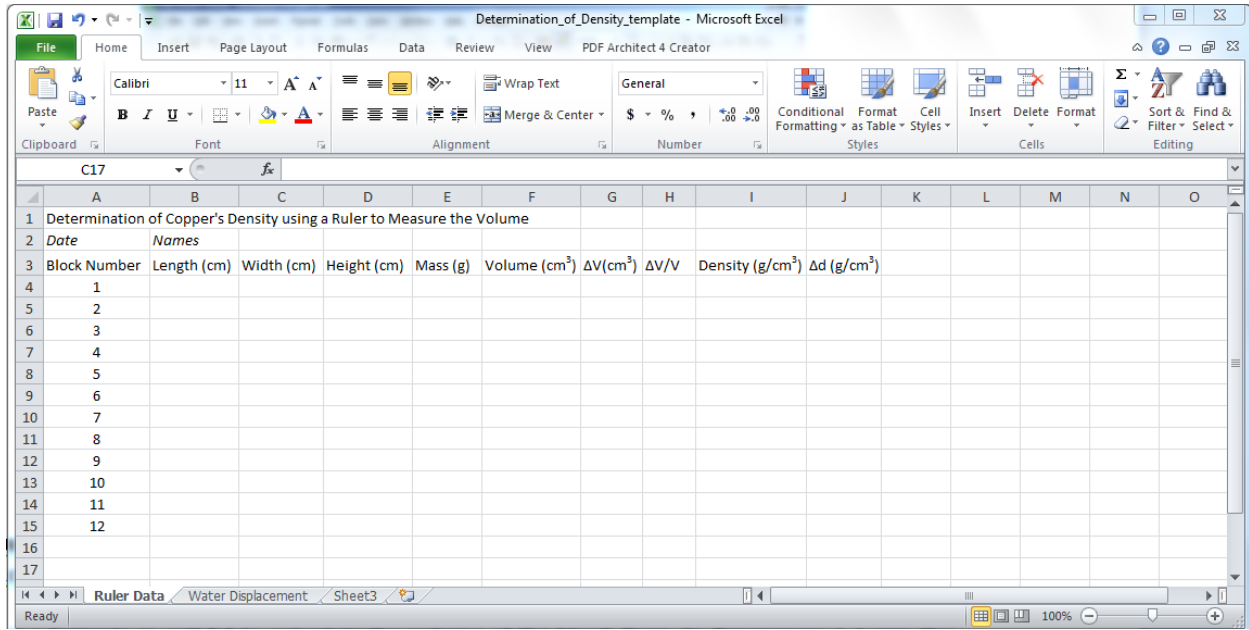 Determination_of_Density_template - Microsoft Excel
File Home Insert Page Layout Formulas Data Review View PDF Architect 4 Creator
Calibri 11 A A Wrap Text General Σ
Paste B I U A Merge & Center $ % , .0 .00 .00 .0 Conditional Formatting Format as Table Cell Styles Insert Delete Format Sort & Filter Find & Select
Clipboard Font Alignment Number Styles Cells Editing
C17 fx
A B C D E F G H I J K L M N O
1 Determination of Copper's Density using a Ruler to Measure the Volume
2 Date Names
3 Block Number Length (cm) Width (cm) Height (cm) Mass (g) Volume (cm³) ΔV(cm³) ΔV/V Density (g/cm³) Δd (g/cm³)
4 1
5 2
6 3
7 4
8 5
9 6
10 7
11 8
12 9
13 10
14 11
15 12
16
17
Ruler Data Water Displacement Sheet3
Ready 100%